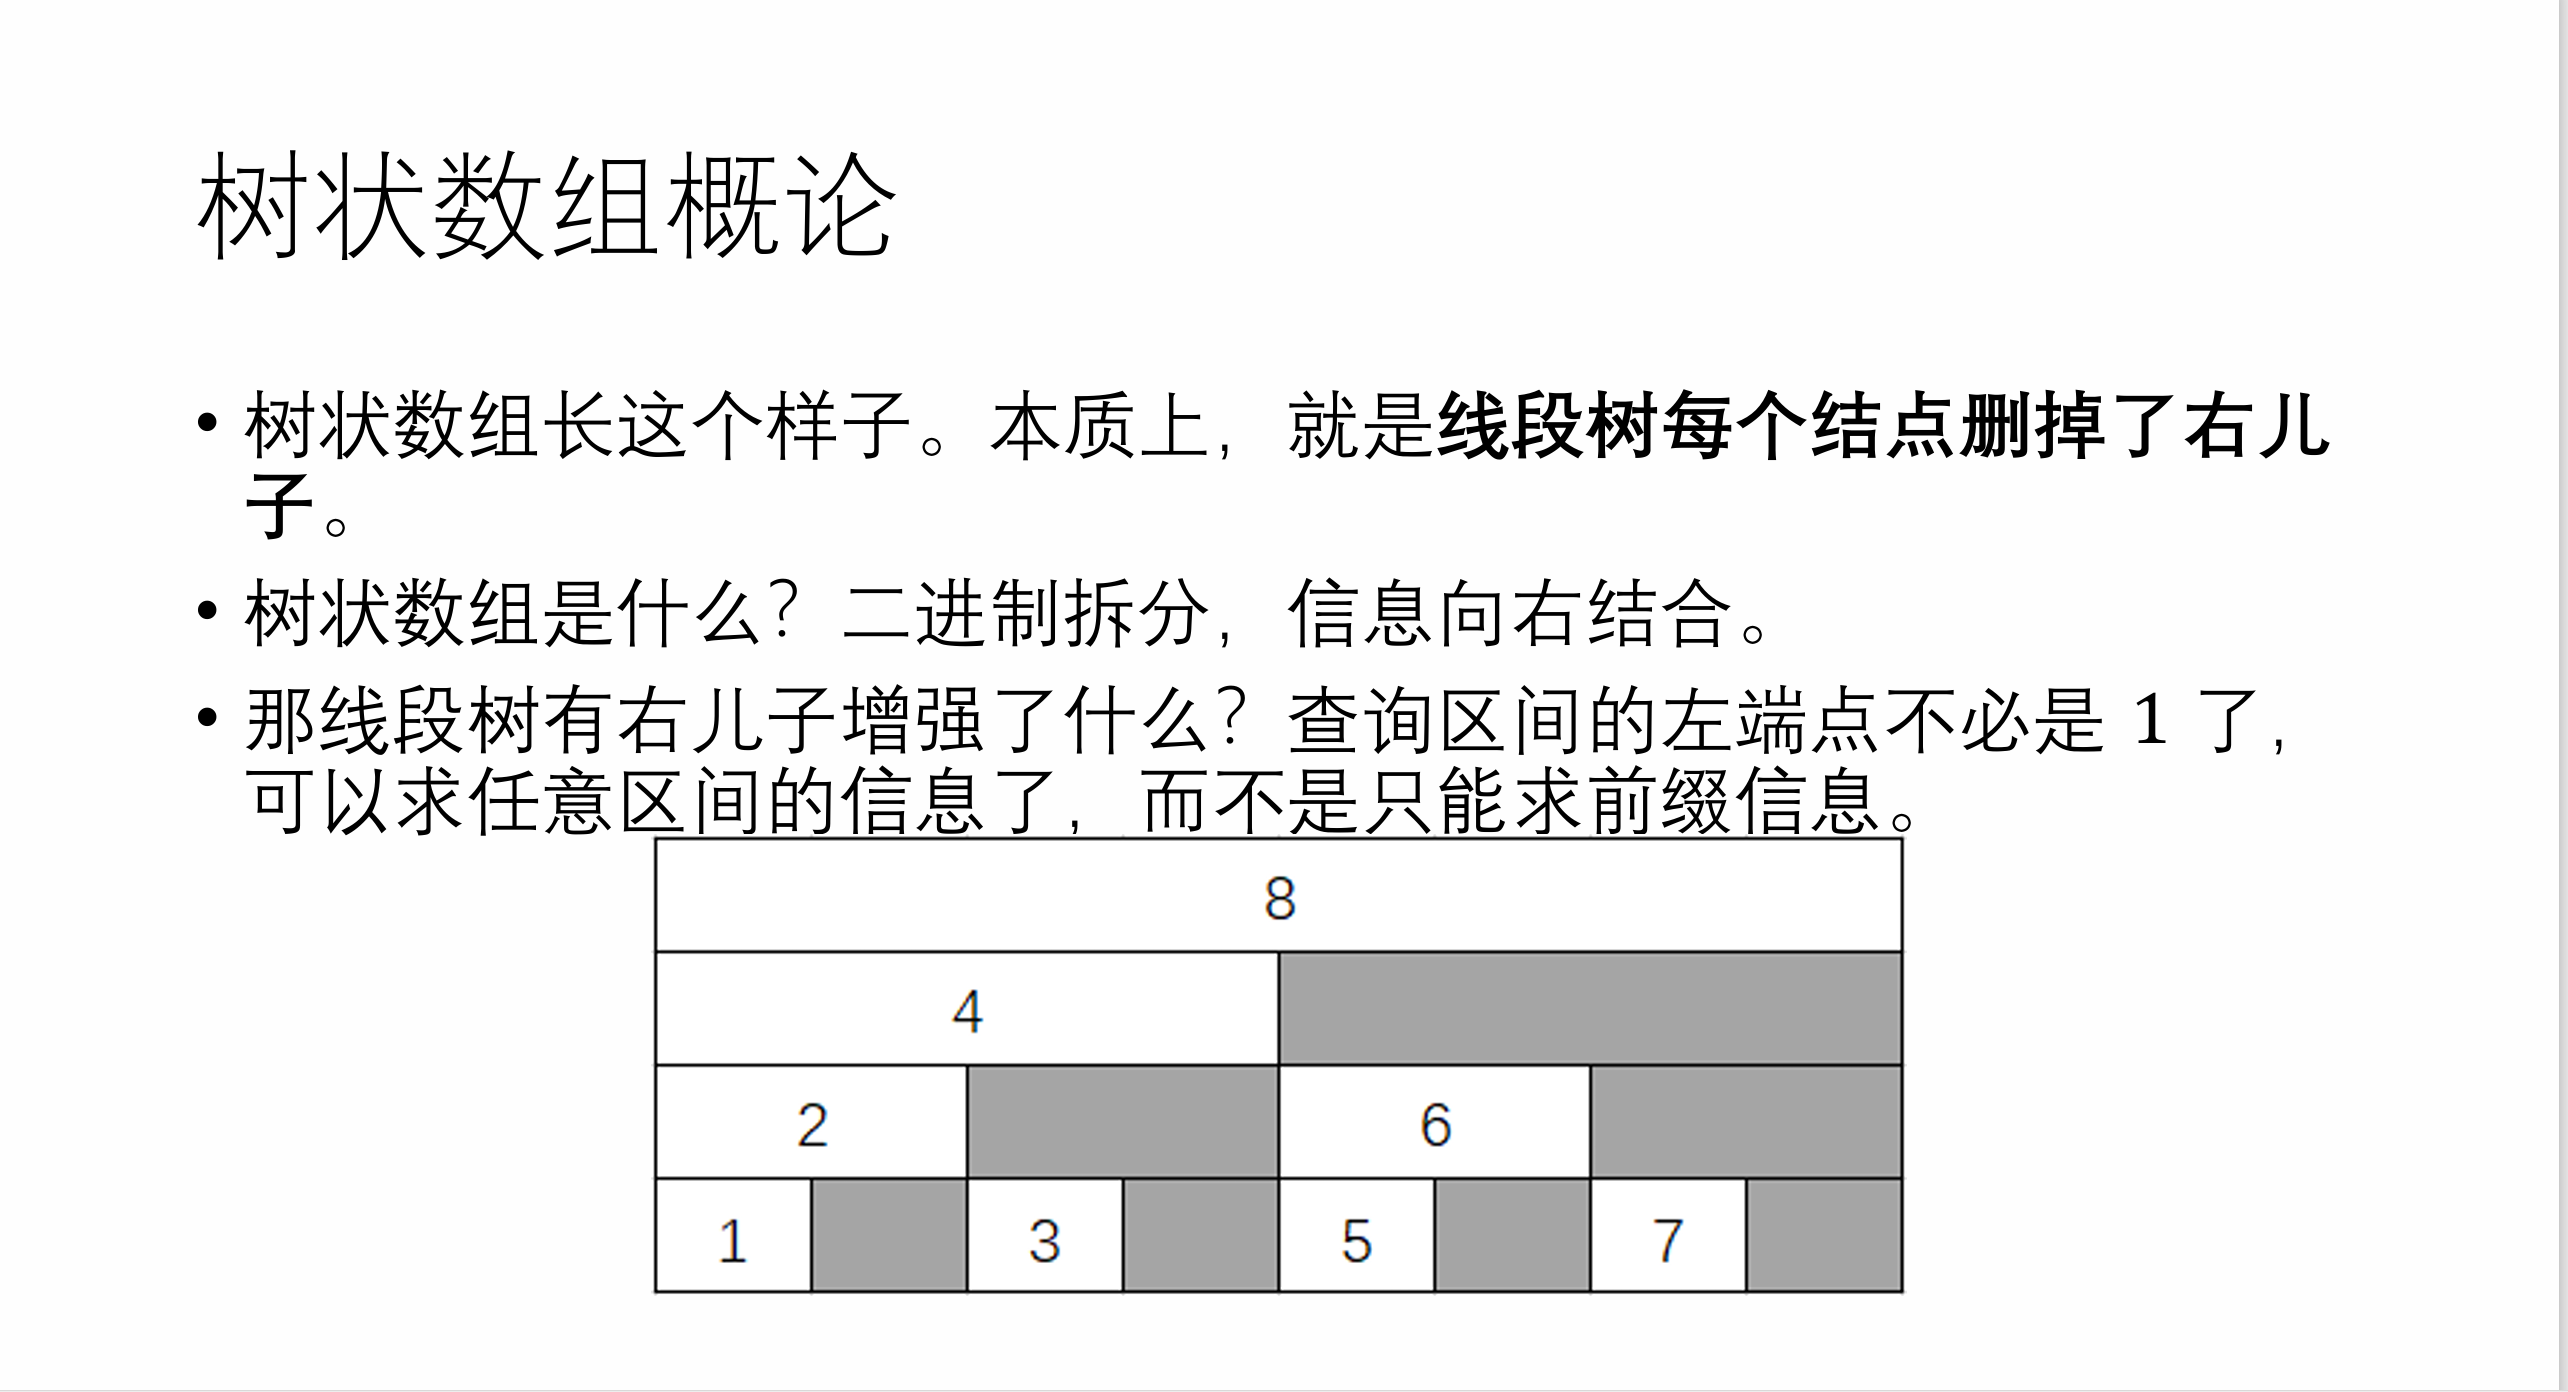 树状数组概论
• 树状数组长这个样子。本质上，就是线段树每个结点删掉了右儿
子。
• 树状数组是什么？二进制拆分，信息向右结合。
• 那线段树有右儿子增强了什么？查询区间的左端点不必是 1 了，
可以求任意区间的信息了，而不是只能求前缀信息。
8
4
2 6
1 3 5 7